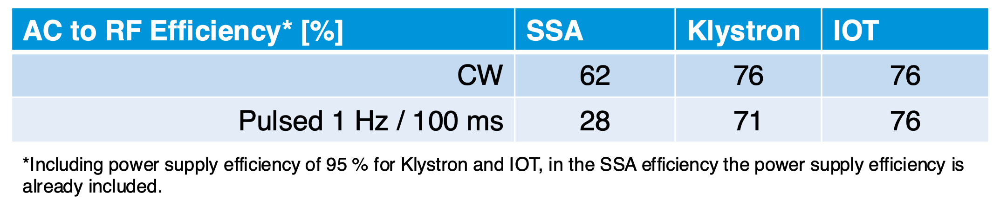 AC to RF Efficiency* [%] SSA Klystron IOT
CW 62 76 76
Pulsed 1 Hz / 100 ms 28 71 76
*Including power supply efficiency of 95 % for Klystron and IOT, in the SSA efficiency the power supply efficiency is
already included.